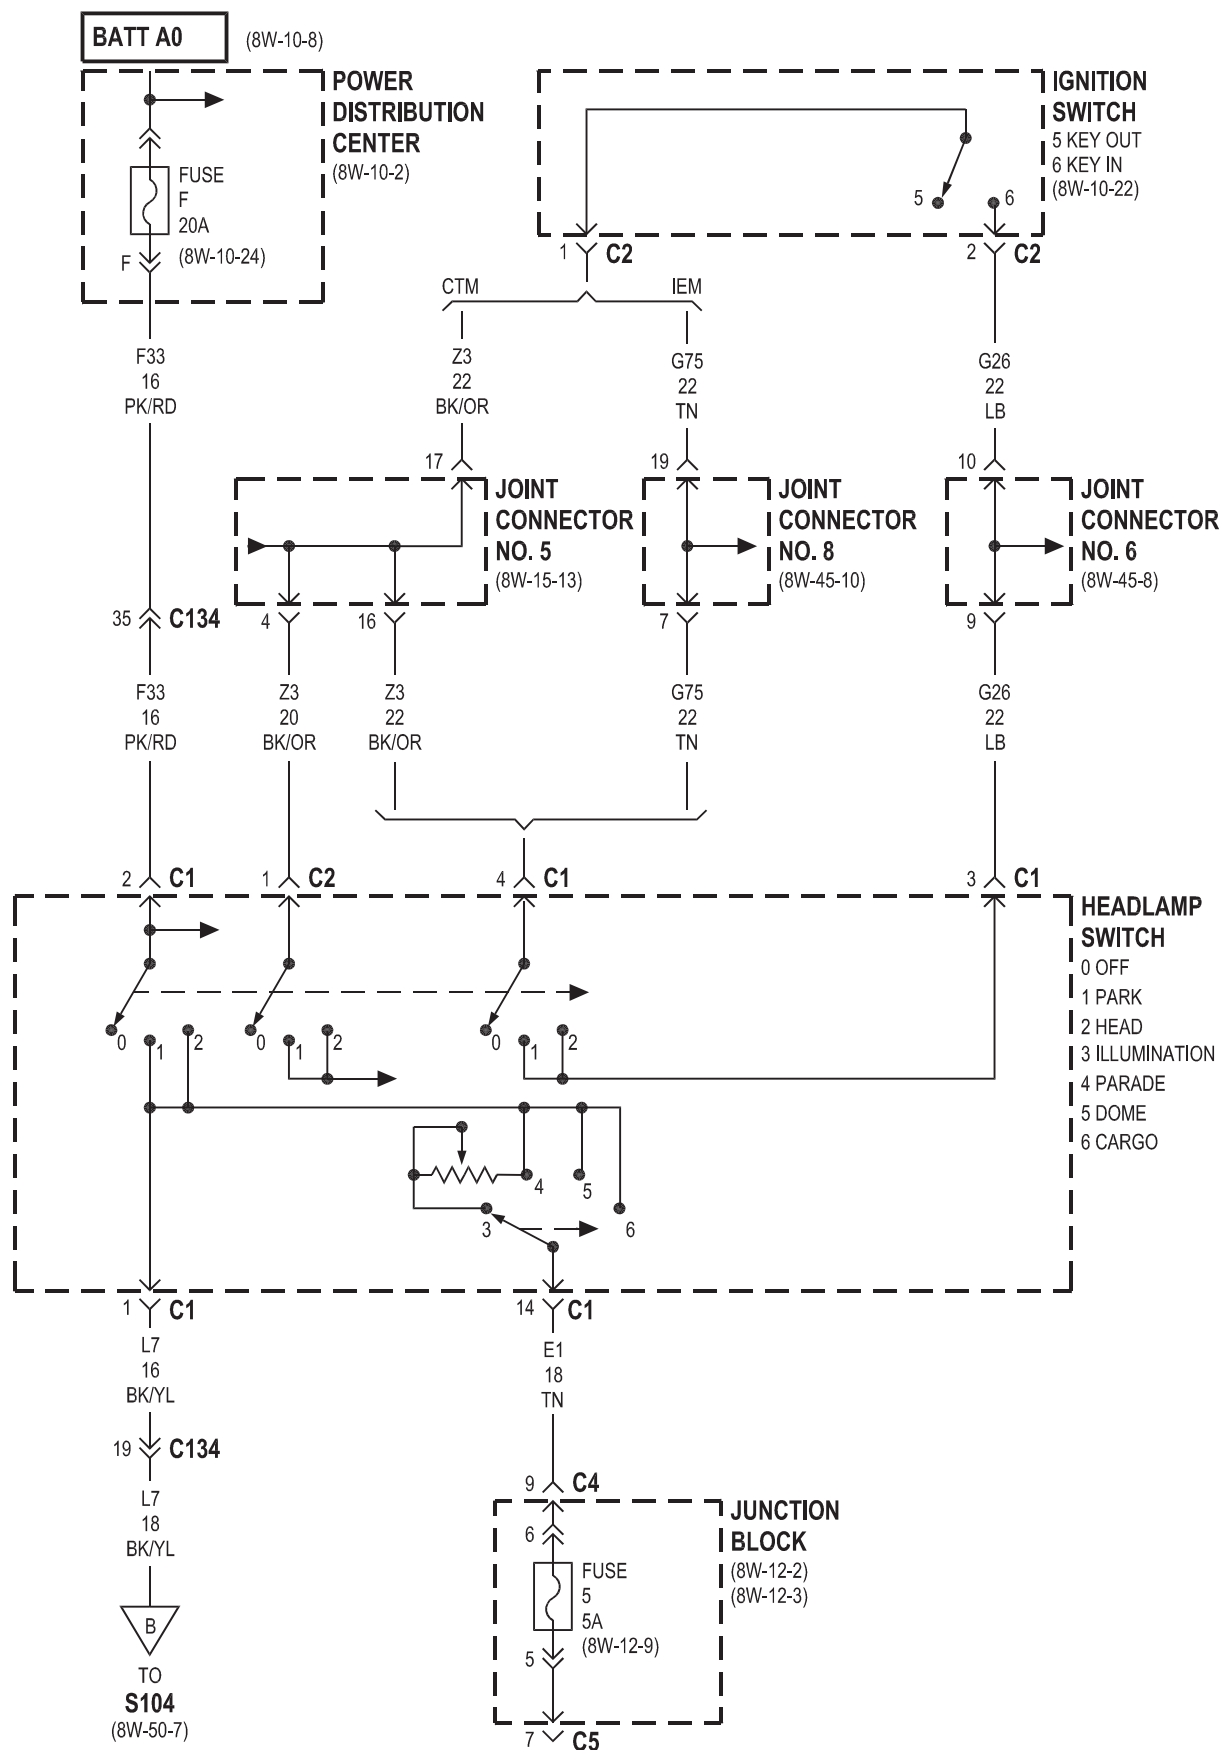 BATT A0
(8W-10-8)
POWER
DISTRIBUTION
CENTER
(8W-10-2)
FUSE
F
20A
(8W-10-24)
F
IGNITION
SWITCH
5 KEY OUT
6 KEY IN
(8W-10-22)
5
6
1
C2
2
C2
CTM
IEM
F33
16
PK/RD
Z3
22
BK/OR
G75
22
TN
G26
22
LB
17
19
10
JOINT
CONNECTOR
NO. 5
(8W-15-13)
JOINT
CONNECTOR
NO. 8
(8W-45-10)
JOINT
CONNECTOR
NO. 6
(8W-45-8)
35
C134
4
16
7
9
F33
16
PK/RD
Z3
20
BK/OR
Z3
22
BK/OR
G75
22
TN
G26
22
LB
2
C1
1
C2
4
C1
3
C1
HEADLAMP
SWITCH
0 OFF
1 PARK
2 HEAD
3 ILLUMINATION
4 PARADE
5 DOME
6 CARGO
0
1
2
0
1
2
0
1
2
4
5
3
6
1
C1
14
C1
L7
16
BK/YL
E1
18
TN
19
C134
L7
18
BK/YL
B
TO
S104
(8W-50-7)
9
C4
JUNCTION
BLOCK
(8W-12-2)
(8W-12-3)
6
FUSE
5
5A
(8W-12-9)
5
7
C5